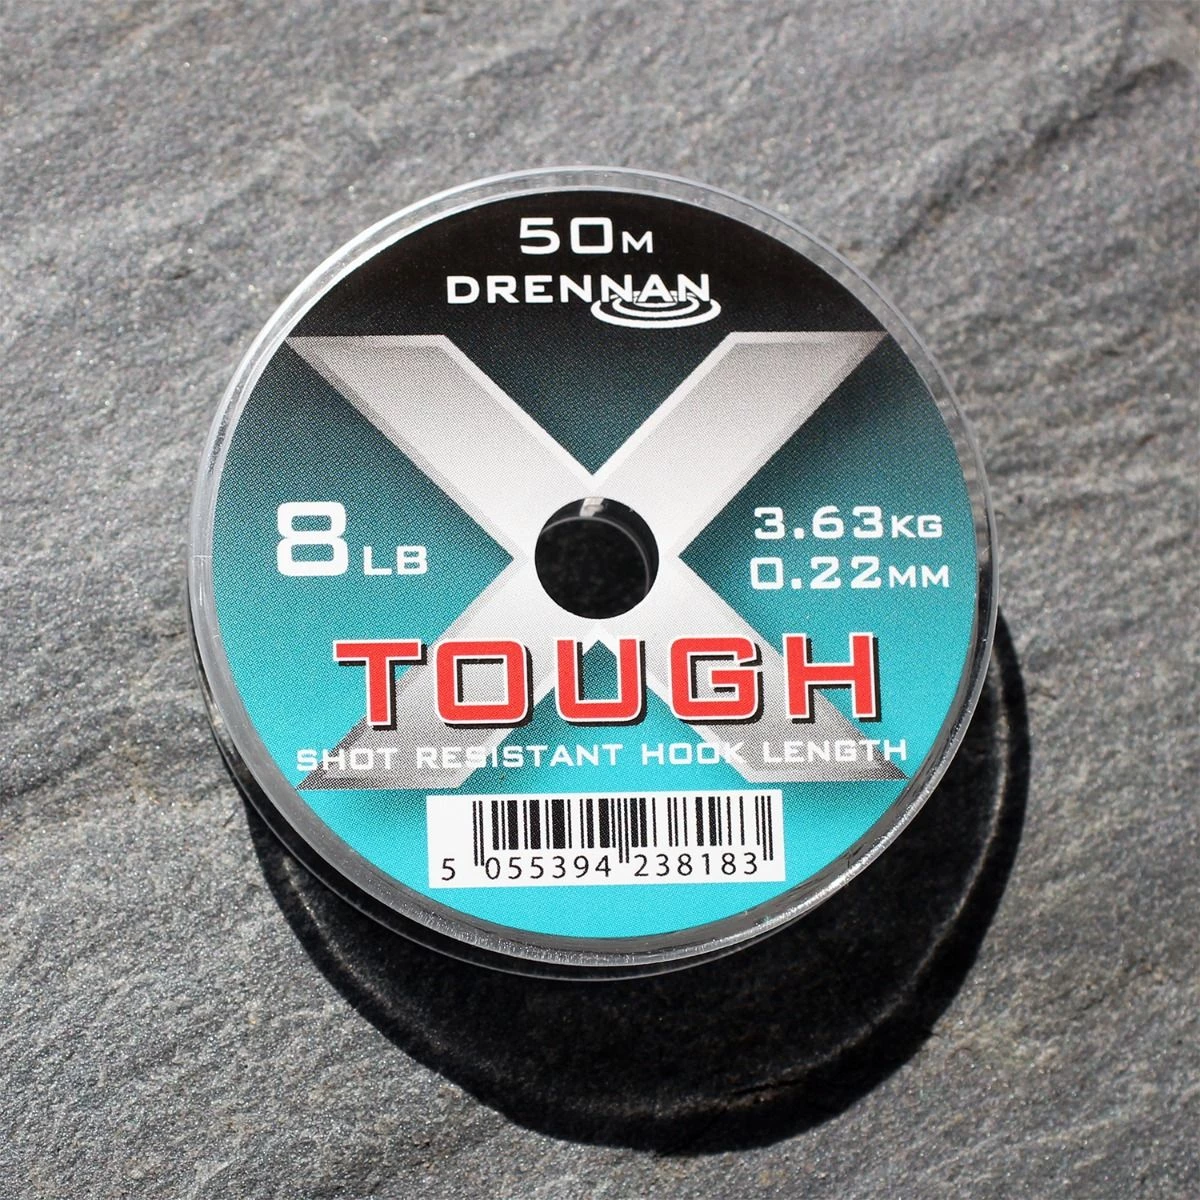 50M
DRENNAN
X
8LB
3.63KG
0.22MM
TOUGH
SHOT RESISTANT HOOK LENGTH
5 055394 238183